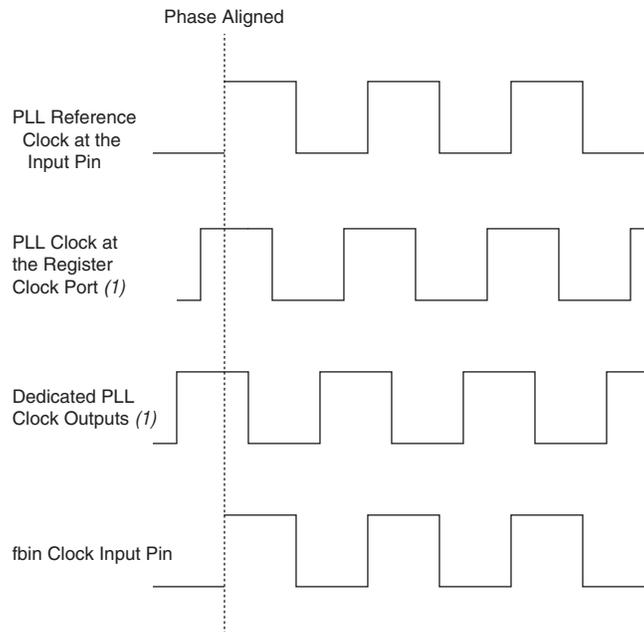 Phase Aligned
PLL Reference
Clock at the
Input Pin
PLL Clock at
the Register
Clock Port (1)
Dedicated PLL
Clock Outputs (1)
fbin Clock Input Pin